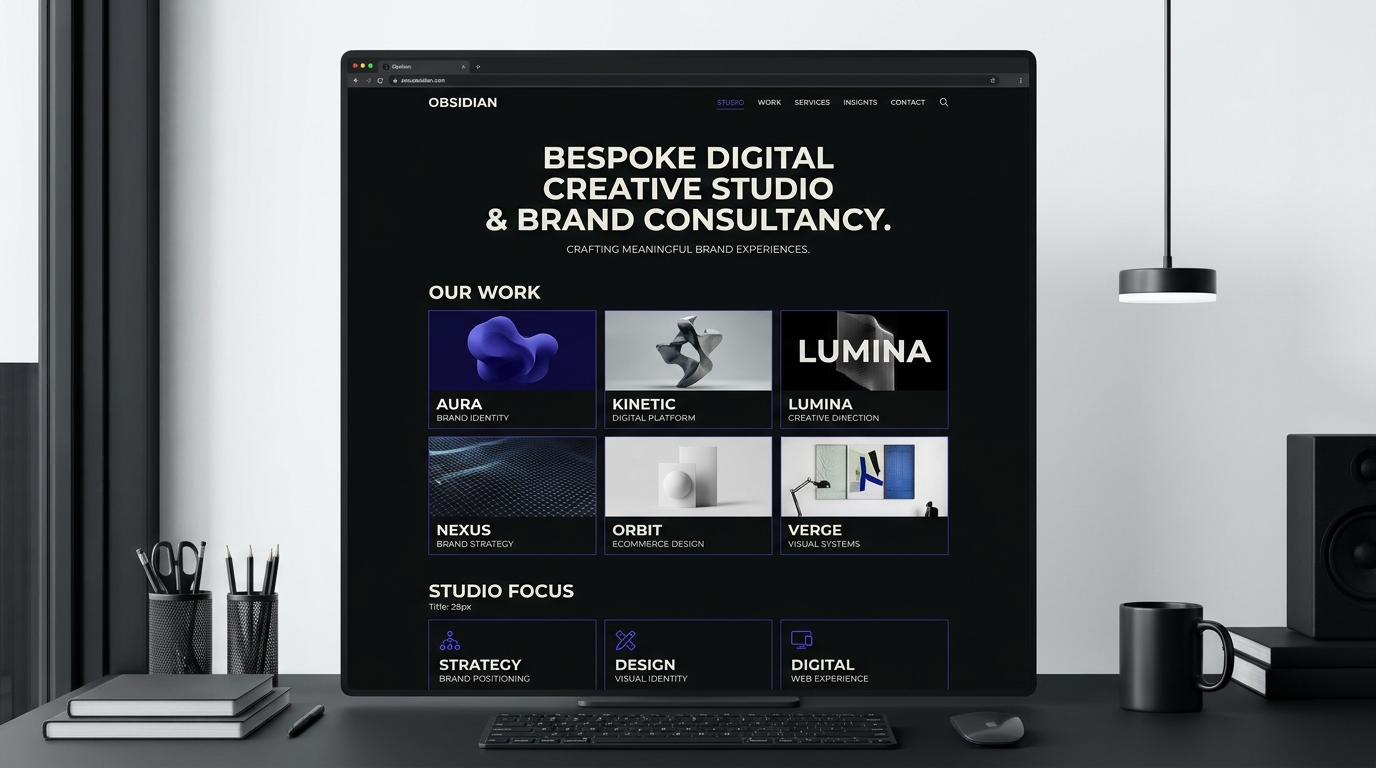 OBSIDIAN
STUDIO WORK SERVICES INSIGHTS CONTACT
BESPOKE DIGITAL
CREATIVE STUDIO
& BRAND CONSULTANCY.
CRAFTING MEANINGFUL BRAND EXPERIENCES.
OUR WORK
LUMINA
AURA
BRAND IDENTITY
KINETIC
DIGITAL PLATFORM
LUMINA
CREATIVE DIRECTION
NEXUS
BRAND STRATEGY
ORBIT
ECOMMERCE DESIGN
VERGE
VISUAL SYSTEMS
STUDIO FOCUS
Title: 28px
STRATEGY
BRAND POSITIONING
DESIGN
VISUAL IDENTITY
DIGITAL
WEB EXPERIENCE